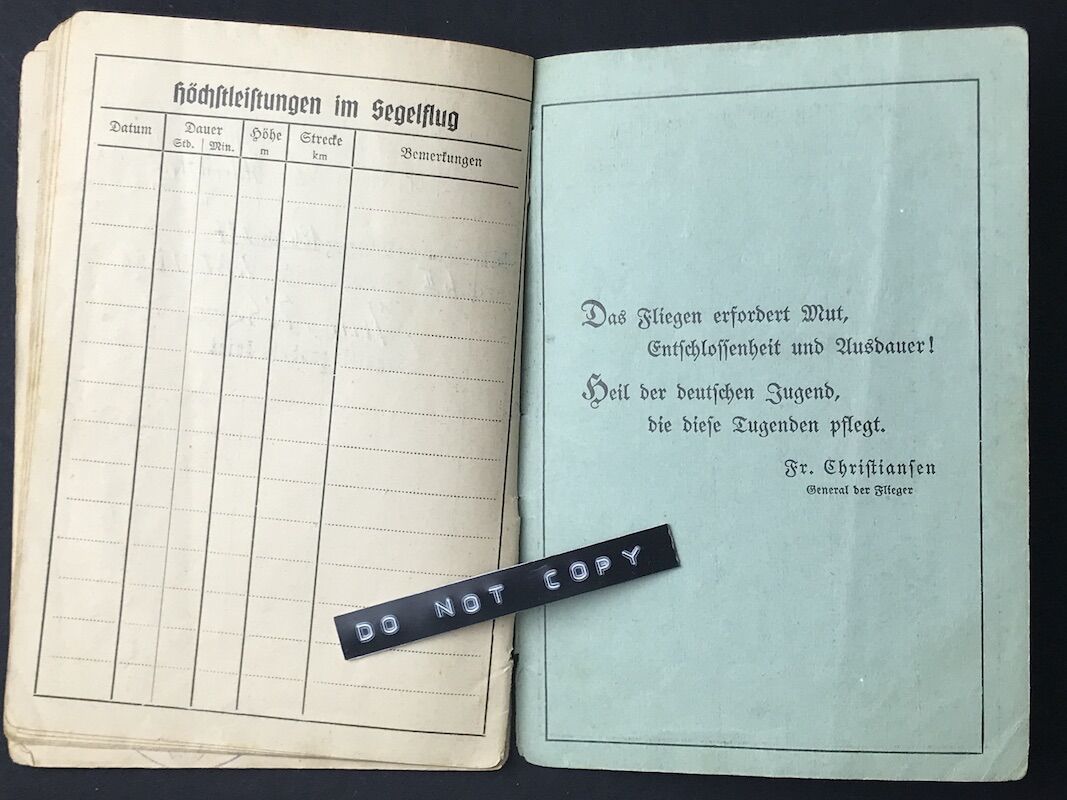 Höchstleistungen im Segelflug
Datum Dauer Höhe Strecke Bemerkungen
Std. Min. m km
Das Fliegen erfordert Mut,
Entschlossenheit und Ausdauer!
Heil der deutschen Jugend,
die diese Tugenden pflegt.
Fr. Christiansen
General der Flieger
DO NOT COPY